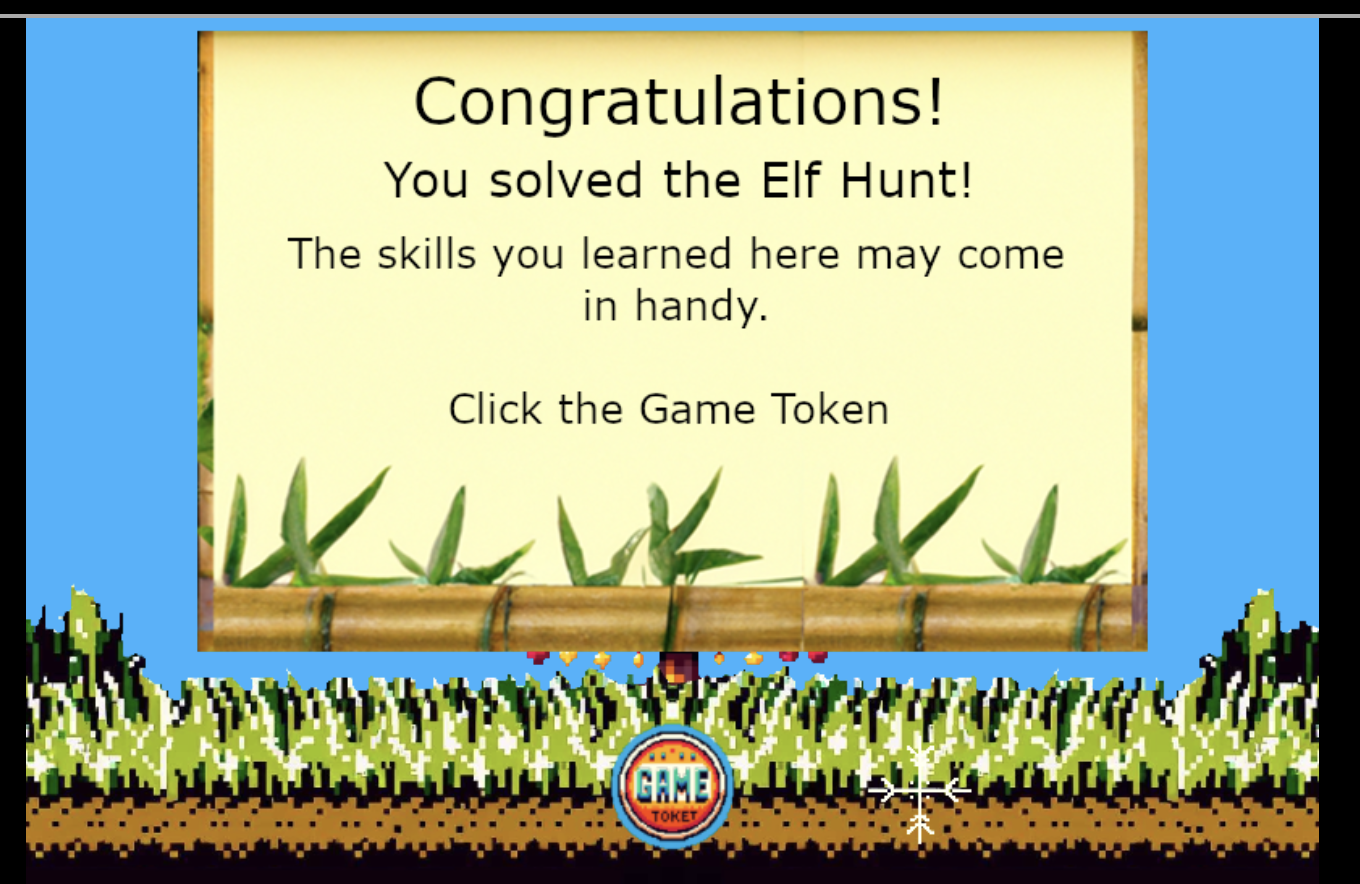 Congratulations!
You solved the Elf Hunt!
The skills you learned here may come
in handy.
Click the Game Token
GAME
TOKET